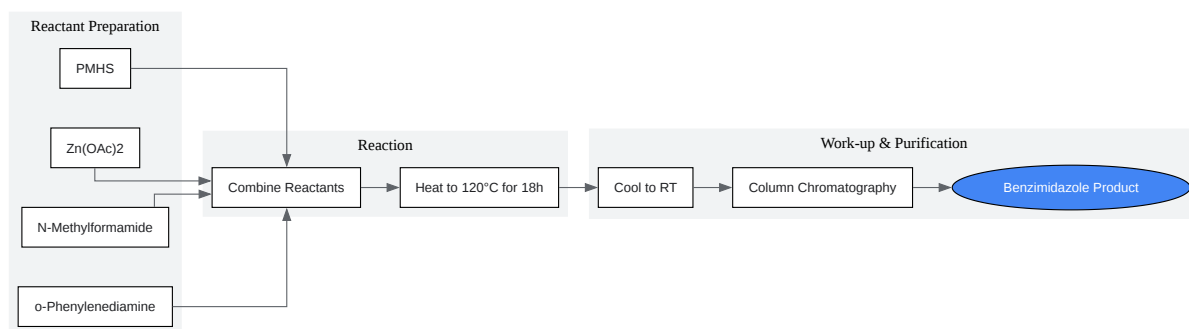 Reactant Preparation
PMHS
Zn(OAc)2
N-Methylformamide
o-Phenylenediamine
Reaction
Combine Reactants
Heat to 120°C for 18h
Work-up & Purification
Cool to RT
Column Chromatography
Benzimidazole Product